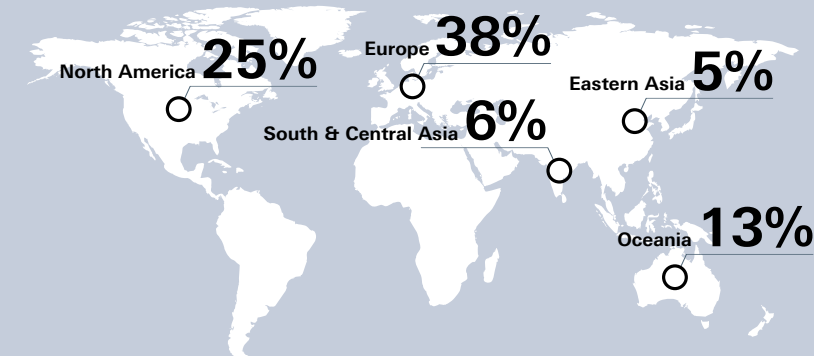 Europe 38%
North America 25%
Eastern Asia 5%
South & Central Asia 6%
Oceania 13%